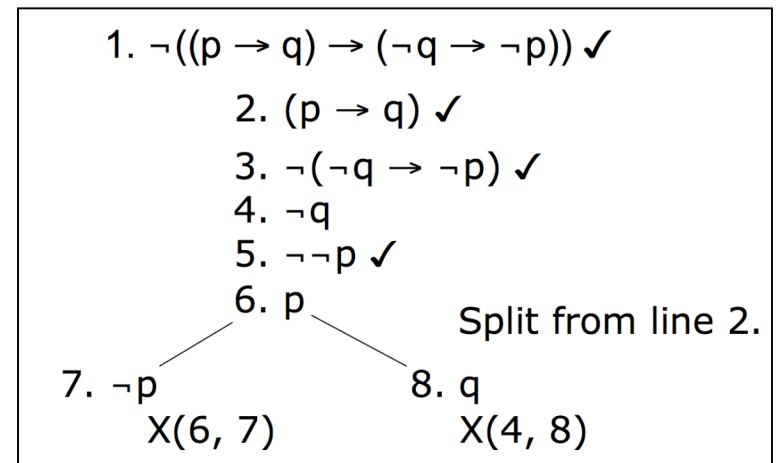 1. ¬((p → q) → (¬q → ¬p)) ✓
2. (p → q) ✓
3. ¬(¬q → ¬p) ✓
4. ¬q
5. ¬¬p ✓
6. p
Split from line 2.
7. ¬p 8. q
X(6, 7) X(4, 8)